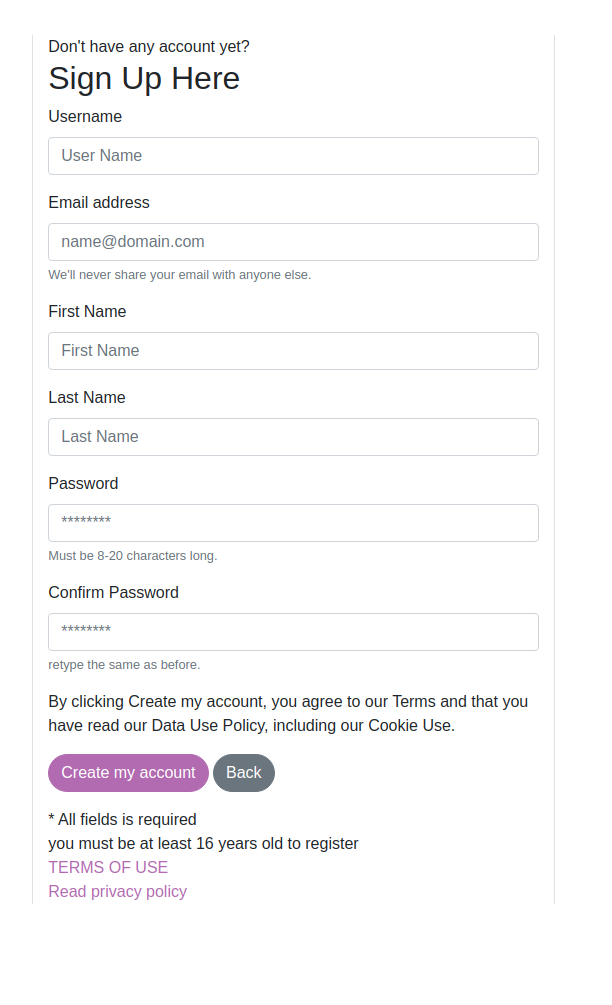 Don't have any account yet?
Sign Up Here
Username
User Name
Email address
name@domain.com
We'll never share your email with anyone else.
First Name
First Name
Last Name
Last Name
Password
********
Must be 8-20 characters long.
Confirm Password
********
retype the same as before.
By clicking Create my account, you agree to our Terms and that you
have read our Data Use Policy, including our Cookie Use.
Create my account Back
* All fields is required
you must be at least 16 years old to register
TERMS OF USE
Read privacy policy